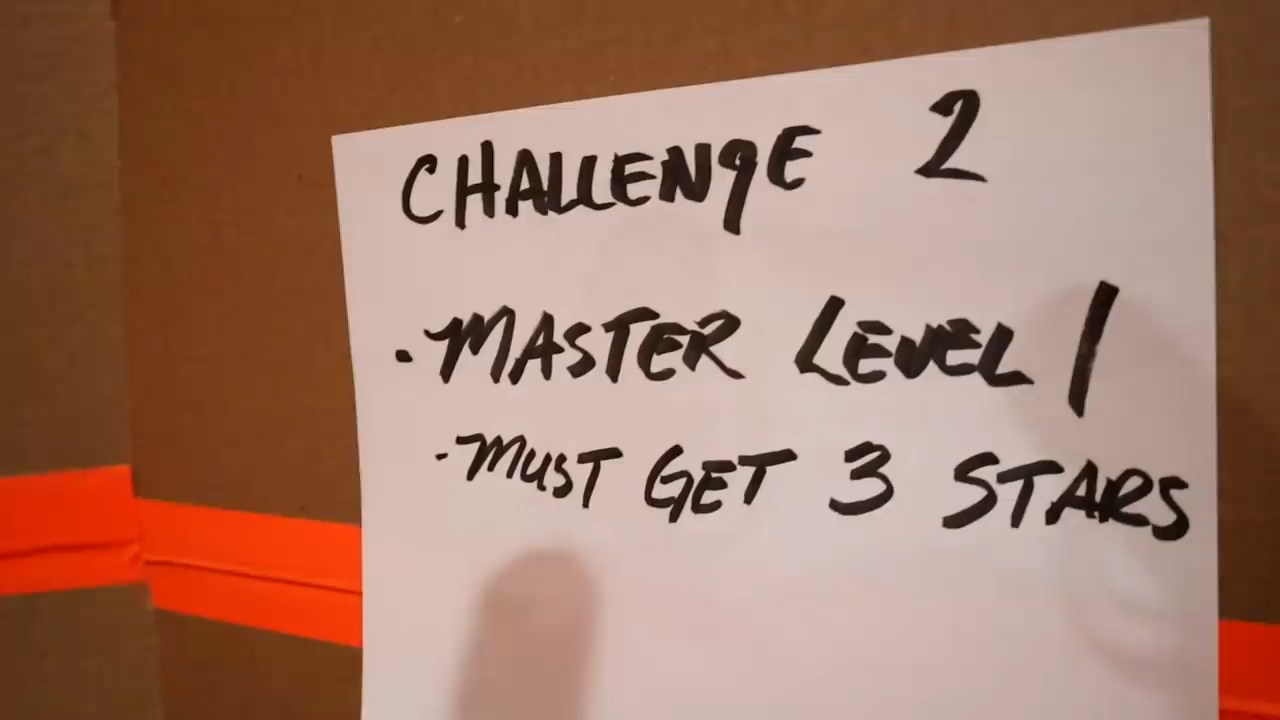 CHALLENGE 2
· MASTER LEVEL 1
· MUST GET 3 STARS